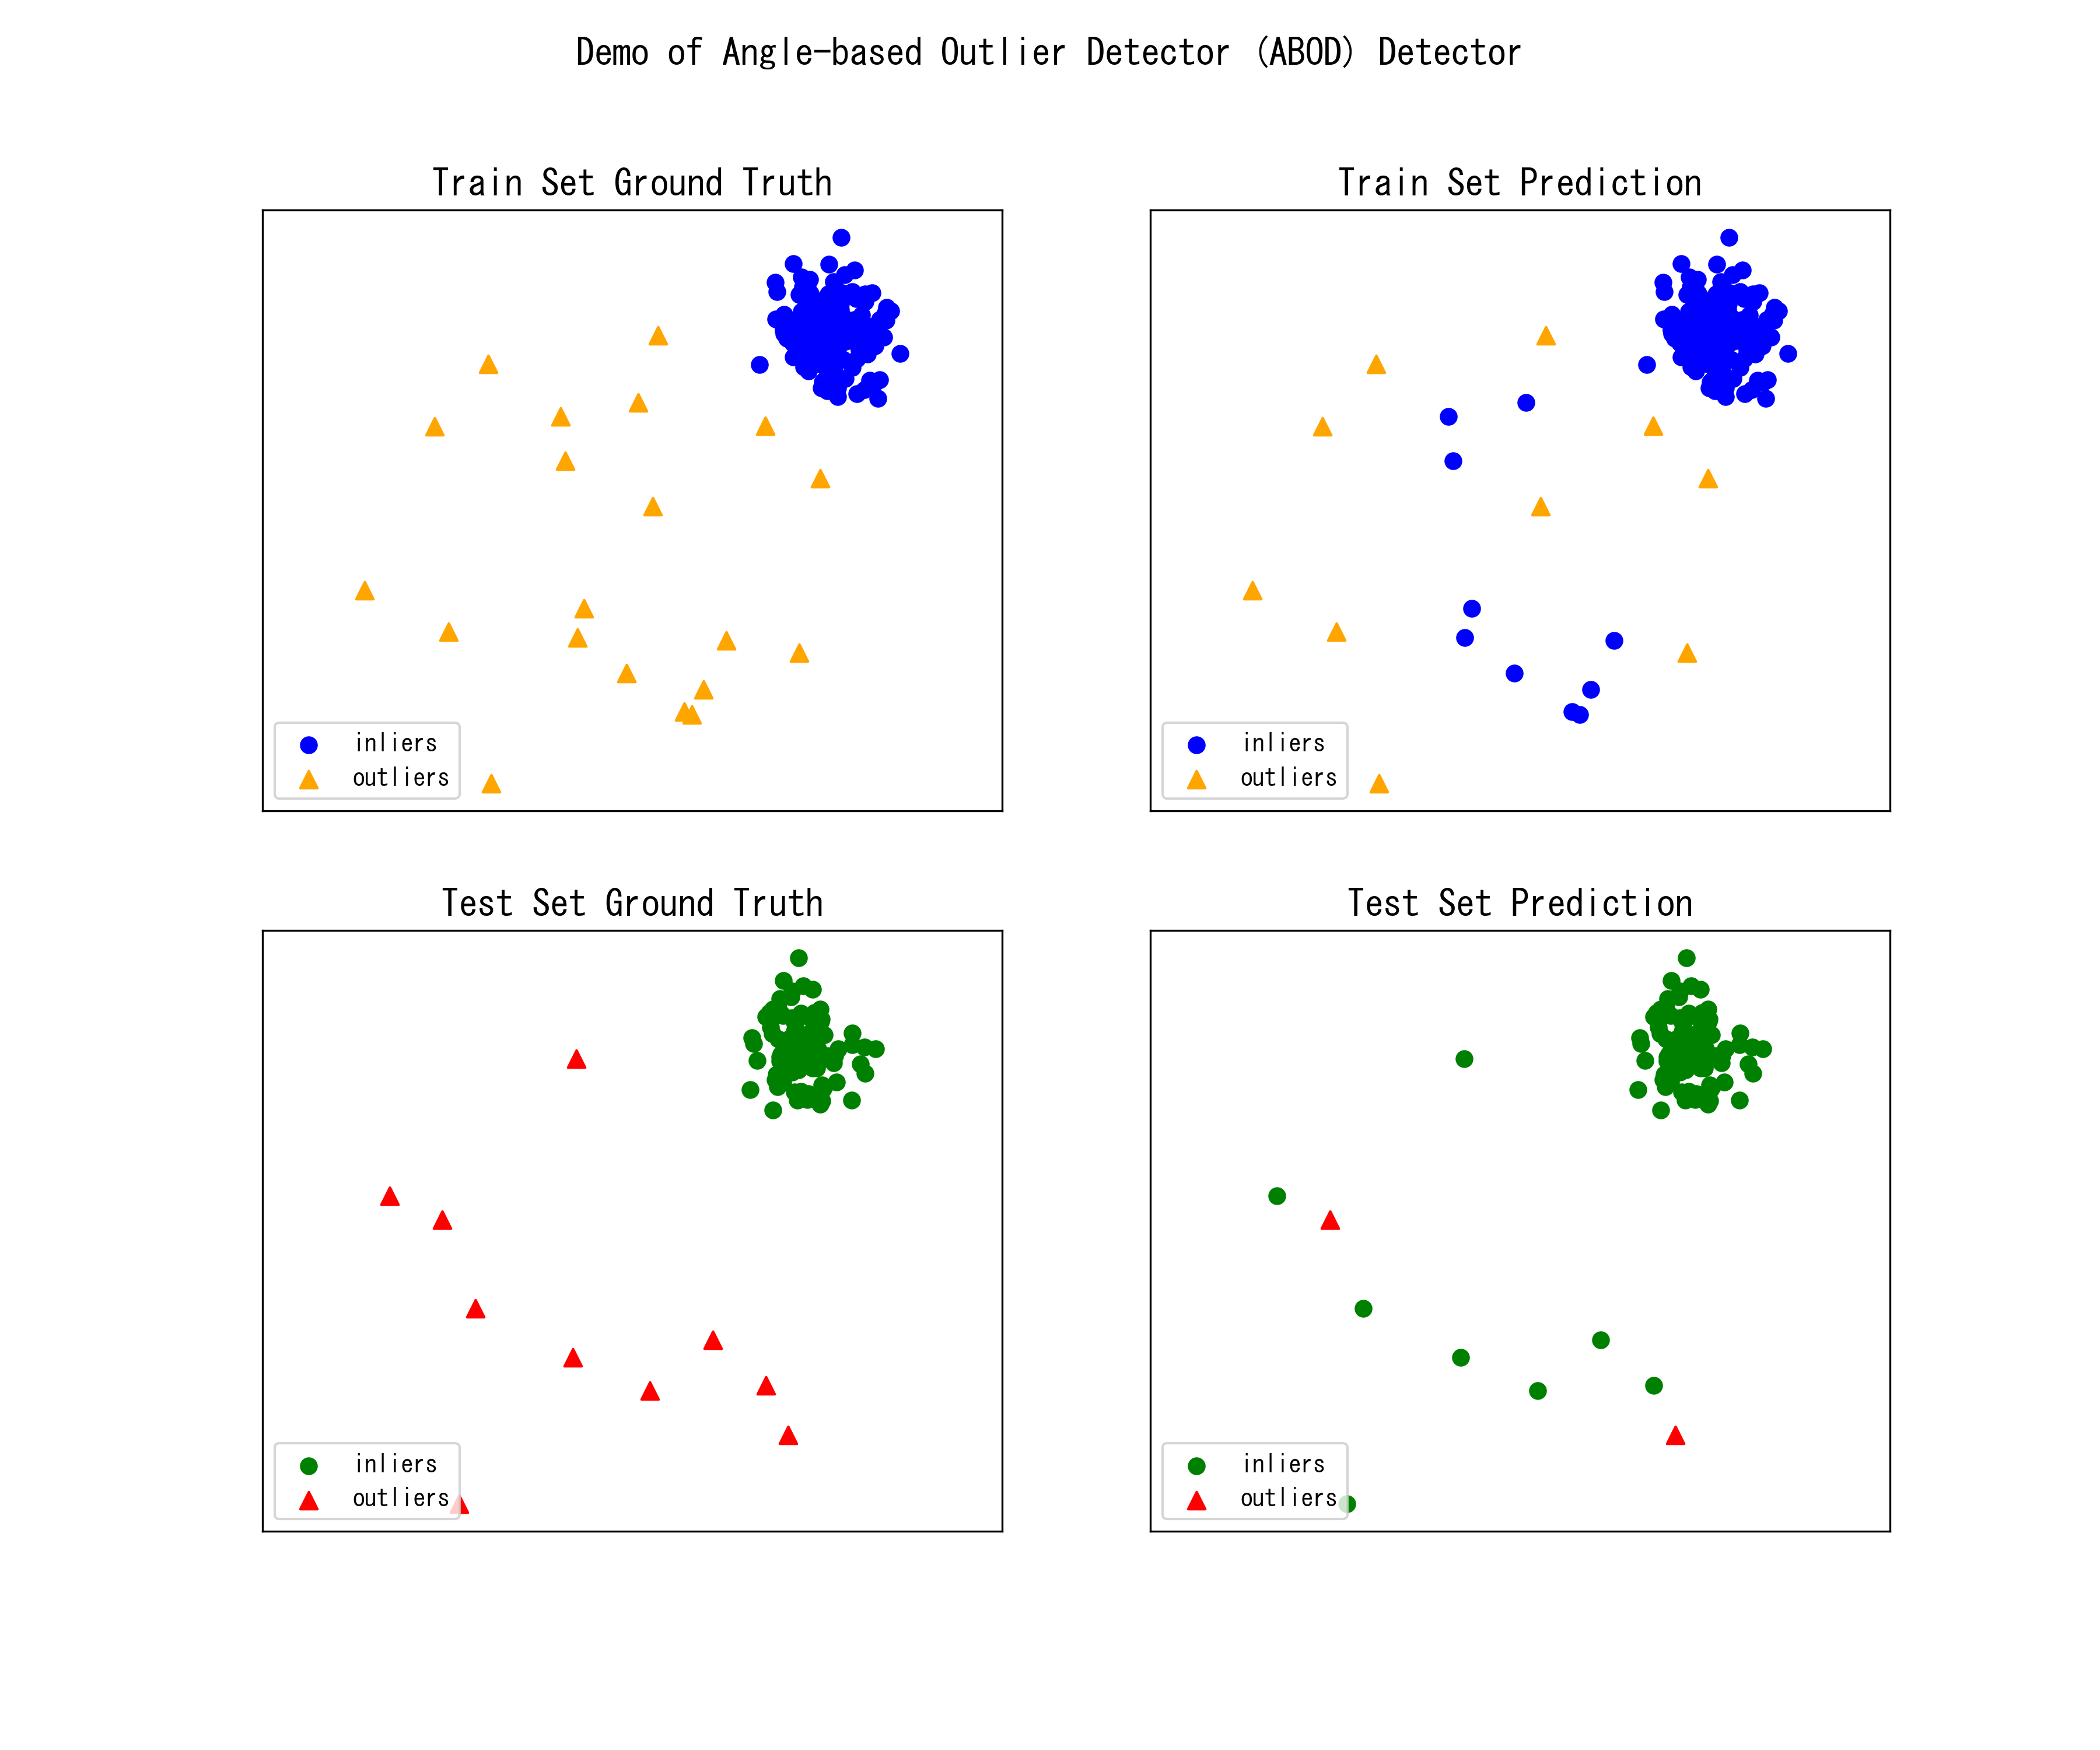 Demo of Angle-based Outlier Detector (ABOD) Detector
Train Set Ground Truth
Train Set Prediction
inliers
outliers
inliers
outliers
Test Set Ground Truth
Test Set Prediction
inliers
outliers
inliers
outliers